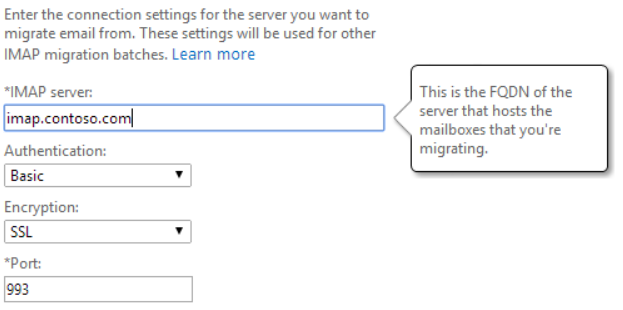 Enter the connection settings for the server you want to
migrate email from. These settings will be used for other
IMAP migration batches. Learn more
*IMAP server:
imap.contoso.com
This is the FQDN of the
server that hosts the
mailboxes that you're
migrating.
Authentication:
Basic
Encryption:
SSL
*Port:
993